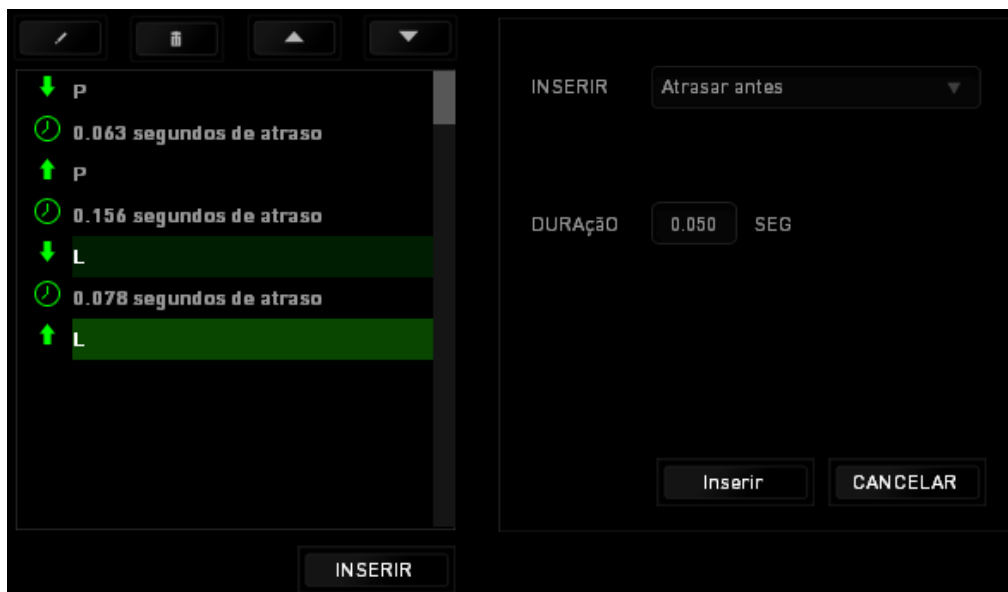 P
0.063 segundos de atraso
P
0.156 segundos de atraso
L
0.078 segundos de atraso
L
INSERIR
INSERIR Atrasar antes
DURAçãO 0.050 SEG
Inserir CANCELAR